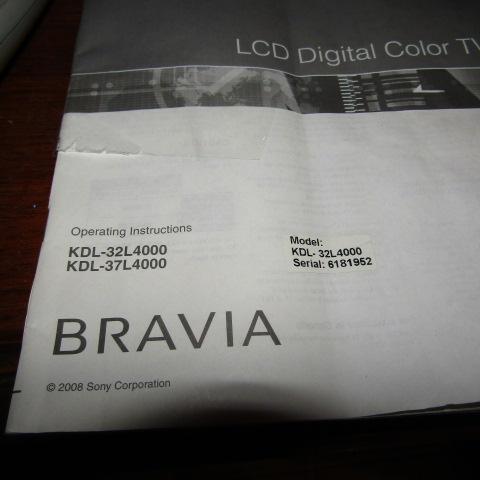 LCD Digital Color TV
Operating Instructions
KDL-32L4000
KDL-37L4000
Model:
KDL- 32L4000
Serial: 6181952
BRAVIA
© 2008 Sony Corporation